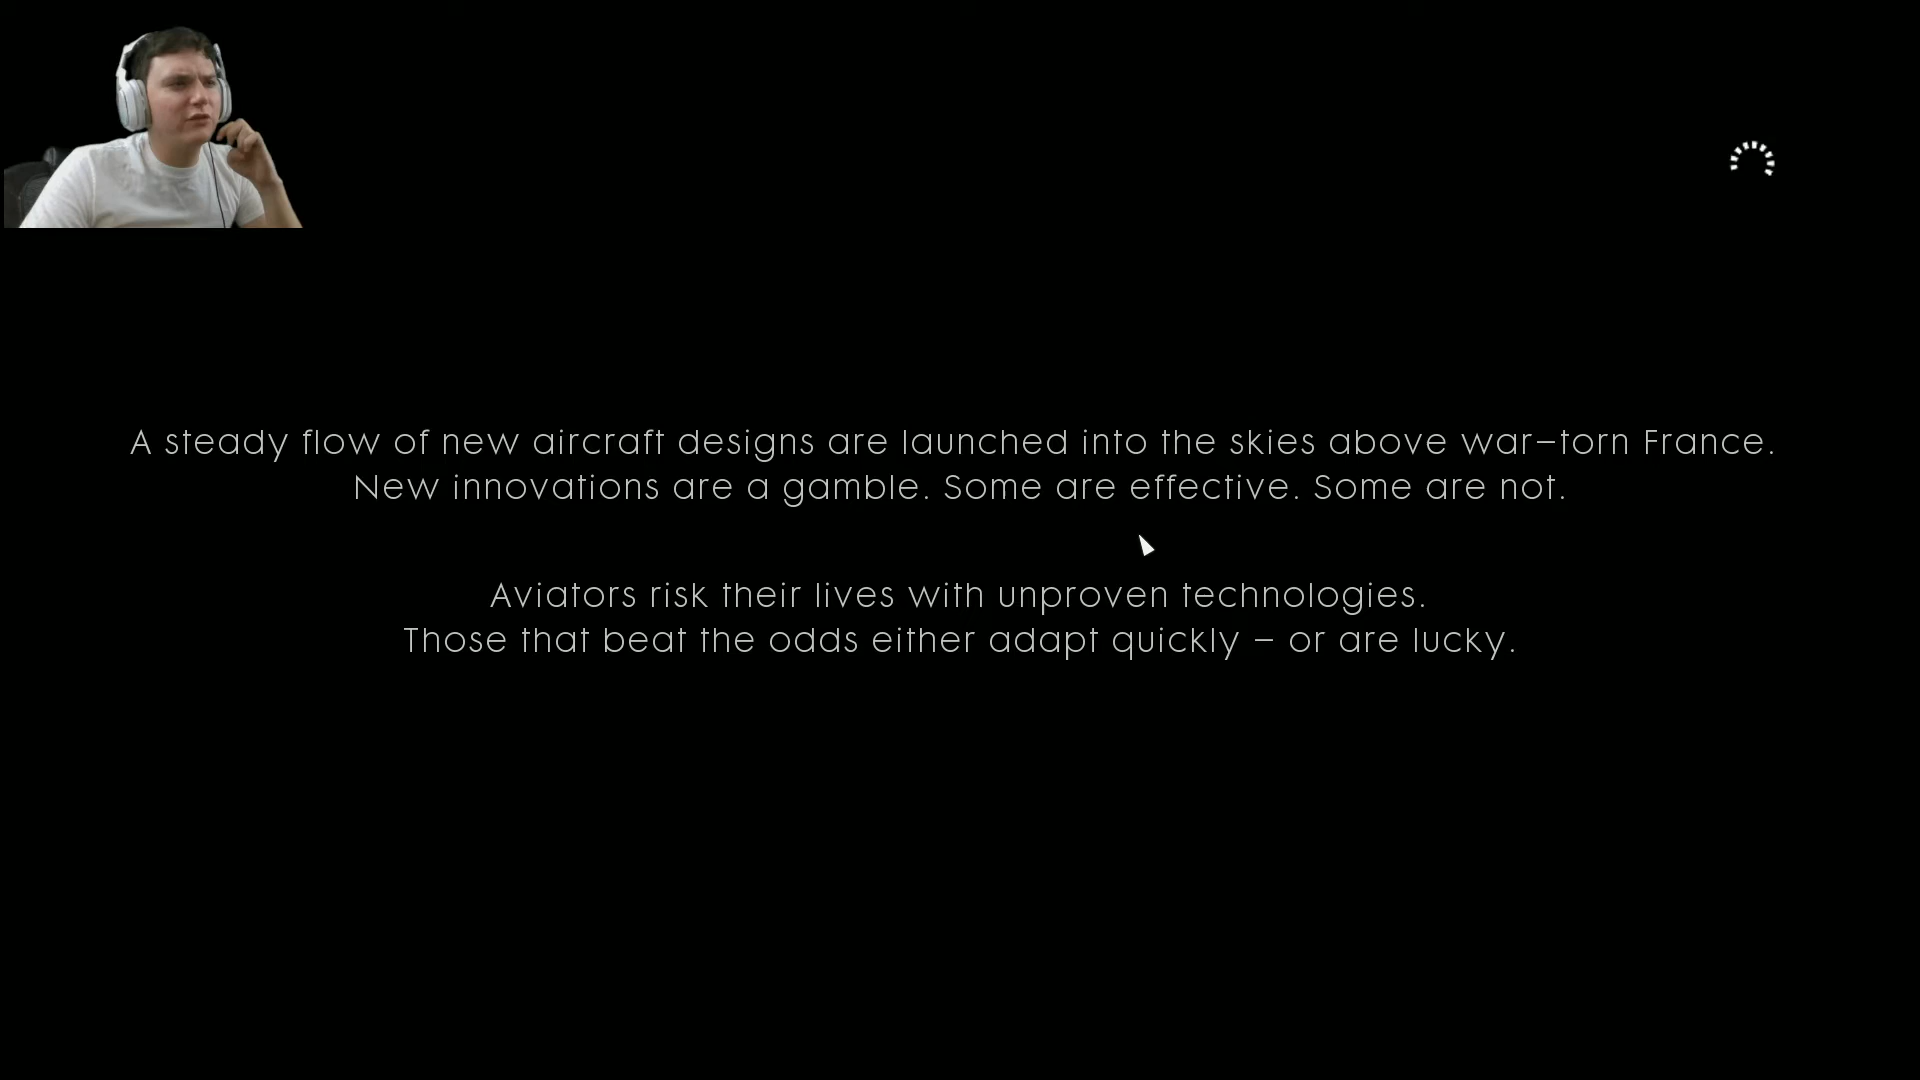 A steady flow of new aircraft designs are launched into the skies above war–torn France.
New innovations are a gamble. Some are effective. Some are not.
Aviators risk their lives with unproven technologies.
Those that beat the odds either adapt quickly – or are lucky.